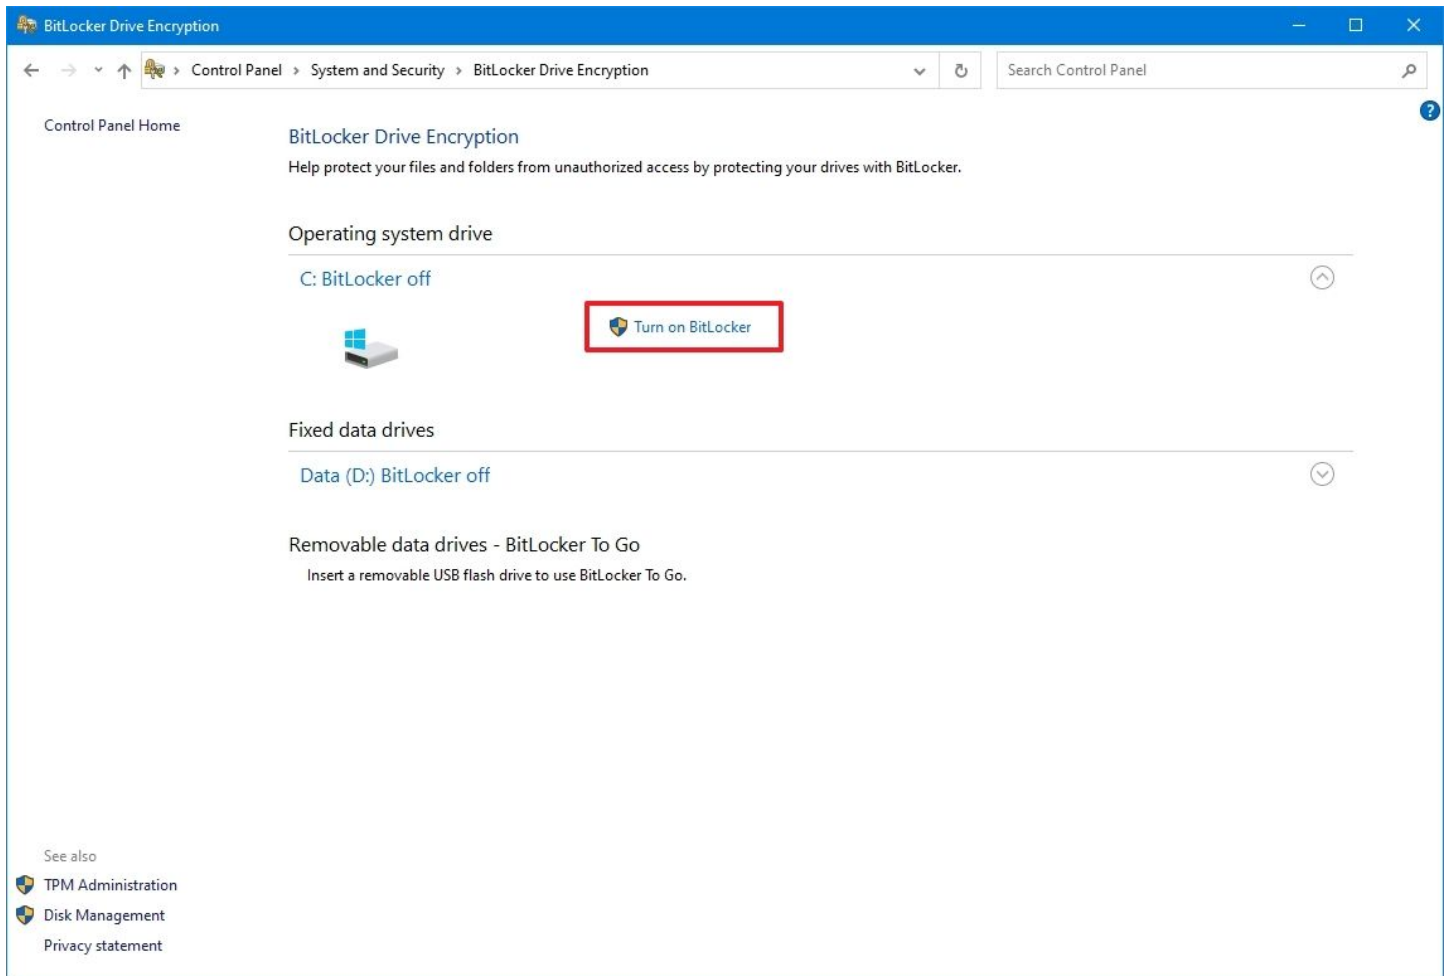 BitLocker Drive Encryption
Control Panel > System and Security > BitLocker Drive Encryption
Search Control Panel
?
Control Panel Home
BitLocker Drive Encryption
Help protect your files and folders from unauthorized access by protecting your drives with BitLocker.
Operating system drive
C: BitLocker off
Turn on BitLocker
Fixed data drives
Data (D:) BitLocker off
Removable data drives - BitLocker To Go
Insert a removable USB flash drive to use BitLocker To Go.
See also
TPM Administration
Disk Management
Privacy statement